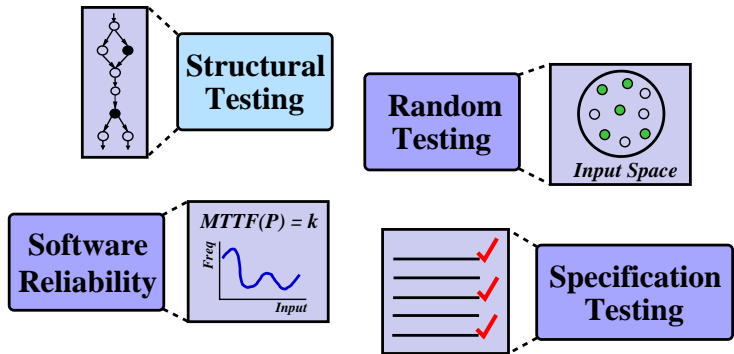 Structural
Testing
Random
Testing
Input Space
Software
Reliability
MTTF(P) = k
Freq
Input
Specification
Testing